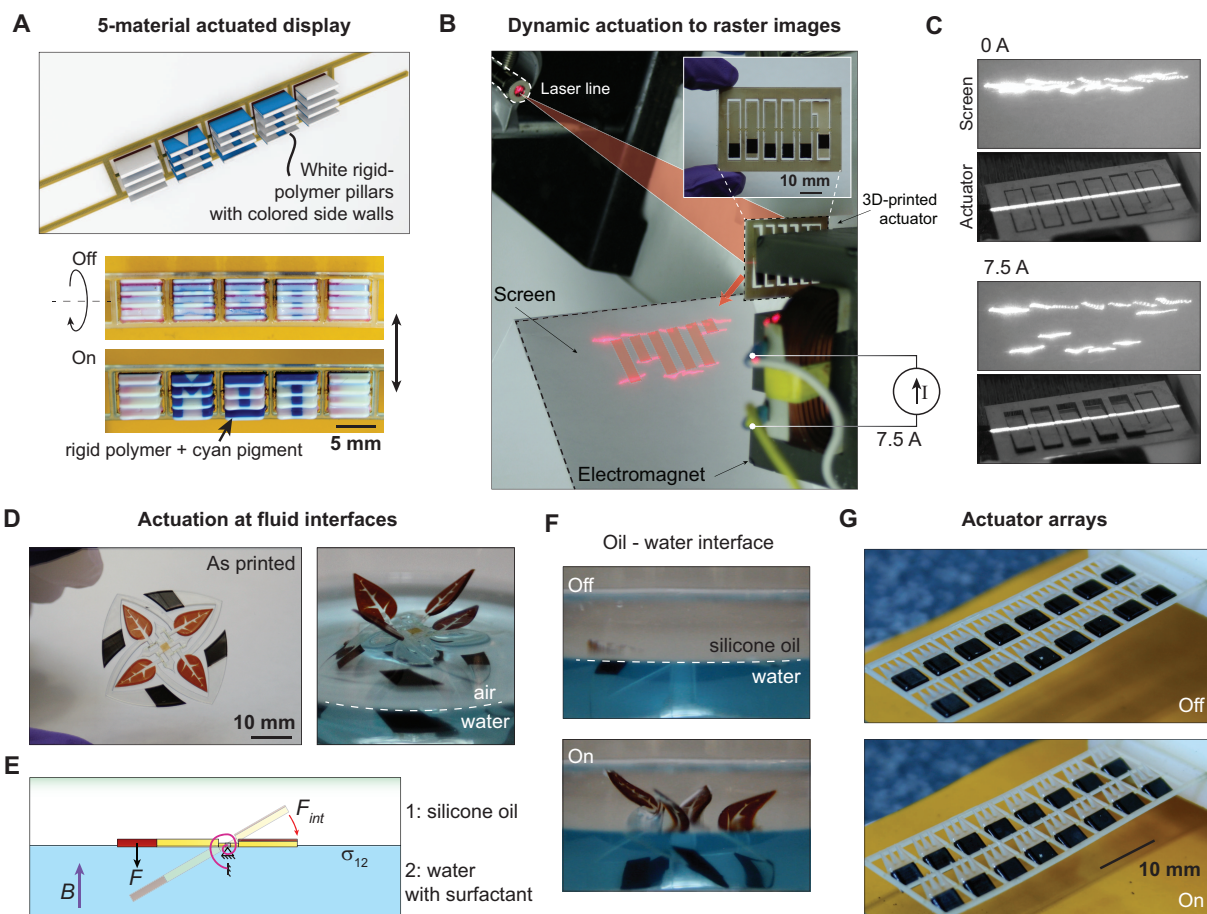 A
5-material actuated display
White rigid-
polymer pillars
with colored side walls
Off
On
rigid polymer + cyan pigment
5 mm
B
Dynamic actuation to raster images
Laser line
10 mm
3D-printed
actuator
Screen
I
7.5 A
Electromagnet
C
0 A
Screen
Actuator
7.5 A
D
Actuation at fluid interfaces
As printed
10 mm
air
water
E
F
int
F
B
σ12
1: silicone oil
2: water
with surfactant
F
Oil - water interface
Off
silicone oil
water
On
G
Actuator arrays
Off
10 mm
On